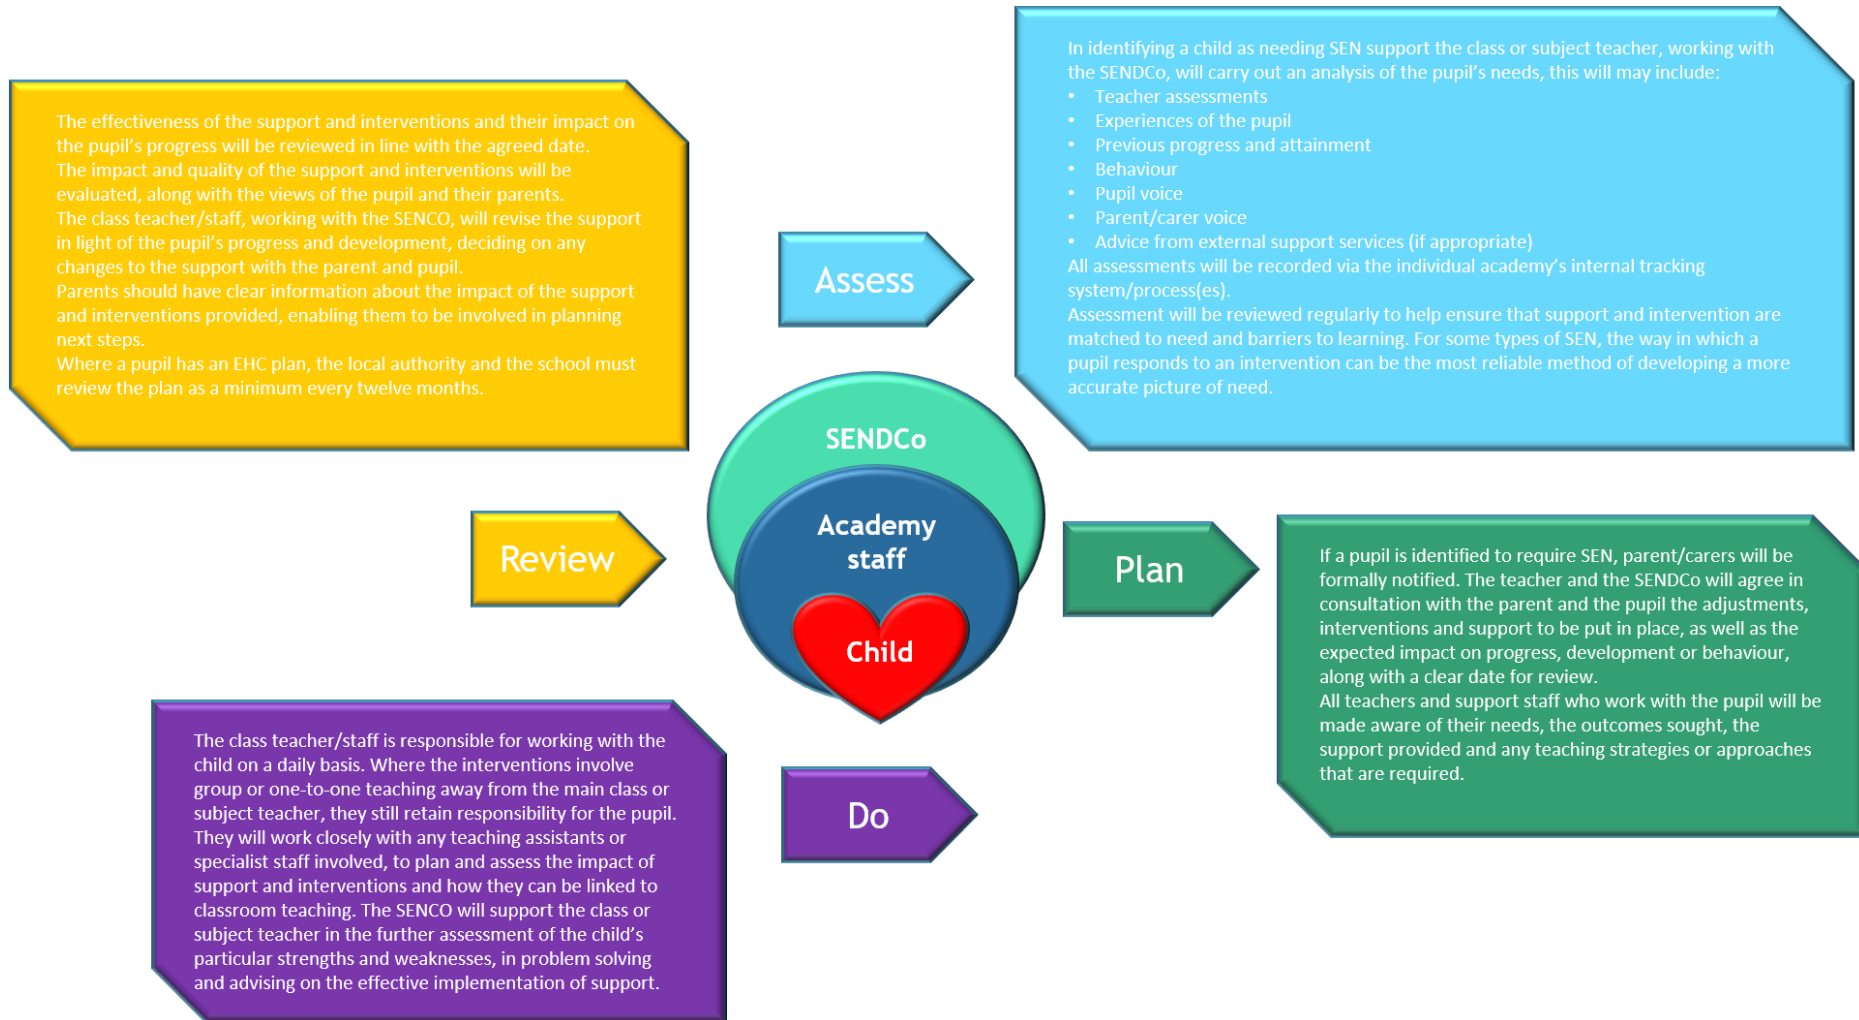 In identifying a child as needing SEN support the class or subject teacher, working with
the SENDCo, will carry out an analysis of the pupil's needs, this will may include:
• Teacher assessments
• Experiences of the pupil
• Previous progress and attainment
• Behaviour
• Pupil voice
• Parent/carer voice
• Advice from external support services (if appropriate)
All assessments will be recorded via the individual academy's internal tracking
system/process(es).
Assessment will be reviewed regularly to help ensure that support and intervention are
matched to need and barriers to learning. For some types of SEN, the way in which a
pupil responds to an intervention can be the most reliable method of developing a more
accurate picture of need.
The effectiveness of the support and interventions and their impact on
the pupil's progress will be reviewed in line with the agreed date.
The impact and quality of the support and interventions will be
evaluated, along with the views of the pupil and their parents.
The class teacher/staff, working with the SENCO, will revise the support
in light of the pupil's progress and development, deciding on any
changes to the support with the parent and pupil.
Parents should have clear information about the impact of the support
and interventions provided, enabling them to be involved in planning
next steps.
Where a pupil has an EHC plan, the local authority and the school must
review the plan as a minimum every twelve months.
Assess
SENDCo
Academy
staff
Child
Review
Plan
If a pupil is identified to require SEN, parent/carers will be
formally notified. The teacher and the SENDCo will agree in
consultation with the parent and the pupil the adjustments,
interventions and support to be put in place, as well as the
expected impact on progress, development or behaviour,
along with a clear date for review.
All teachers and support staff who work with the pupil will be
made aware of their needs, the outcomes sought, the
support provided and any teaching strategies or approaches
that are required.
The class teacher/staff is responsible for working with the
child on a daily basis. Where the interventions involve
group or one-to-one teaching away from the main class or
subject teacher, they still retain responsibility for the pupil.
They will work closely with any teaching assistants or
specialist staff involved, to plan and assess the impact of
support and interventions and how they can be linked to
classroom teaching. The SENCO will support the class or
subject teacher in the further assessment of the child's
particular strengths and weaknesses, in problem solving
and advising on the effective implementation of support.
Do